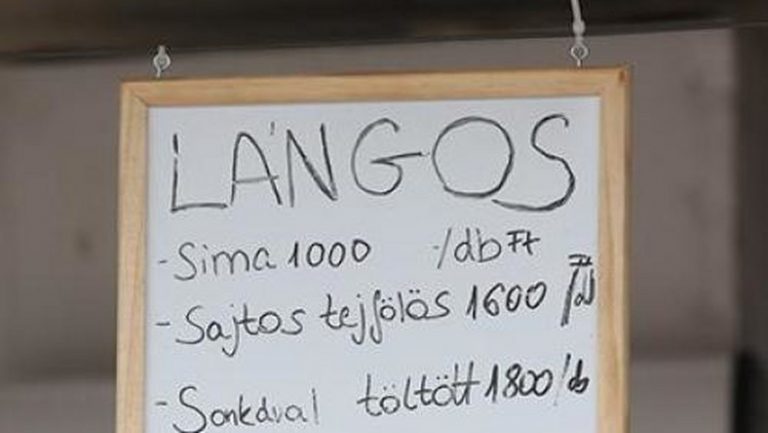 LÁNGOS
- Sima 1000 -/db Ft
- Sajtos tejfölös 1600 Ft/db
- Sonkával töltött 1800/db